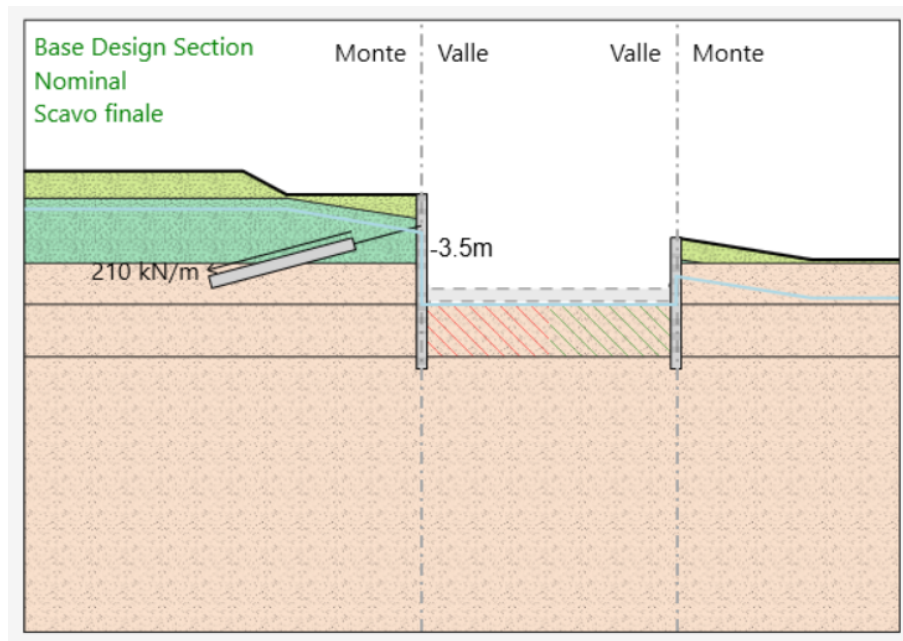 Base Design Section
Nominal
Scavo finale
Monte Valle Valle Monte
-3.5m
210 kN/m